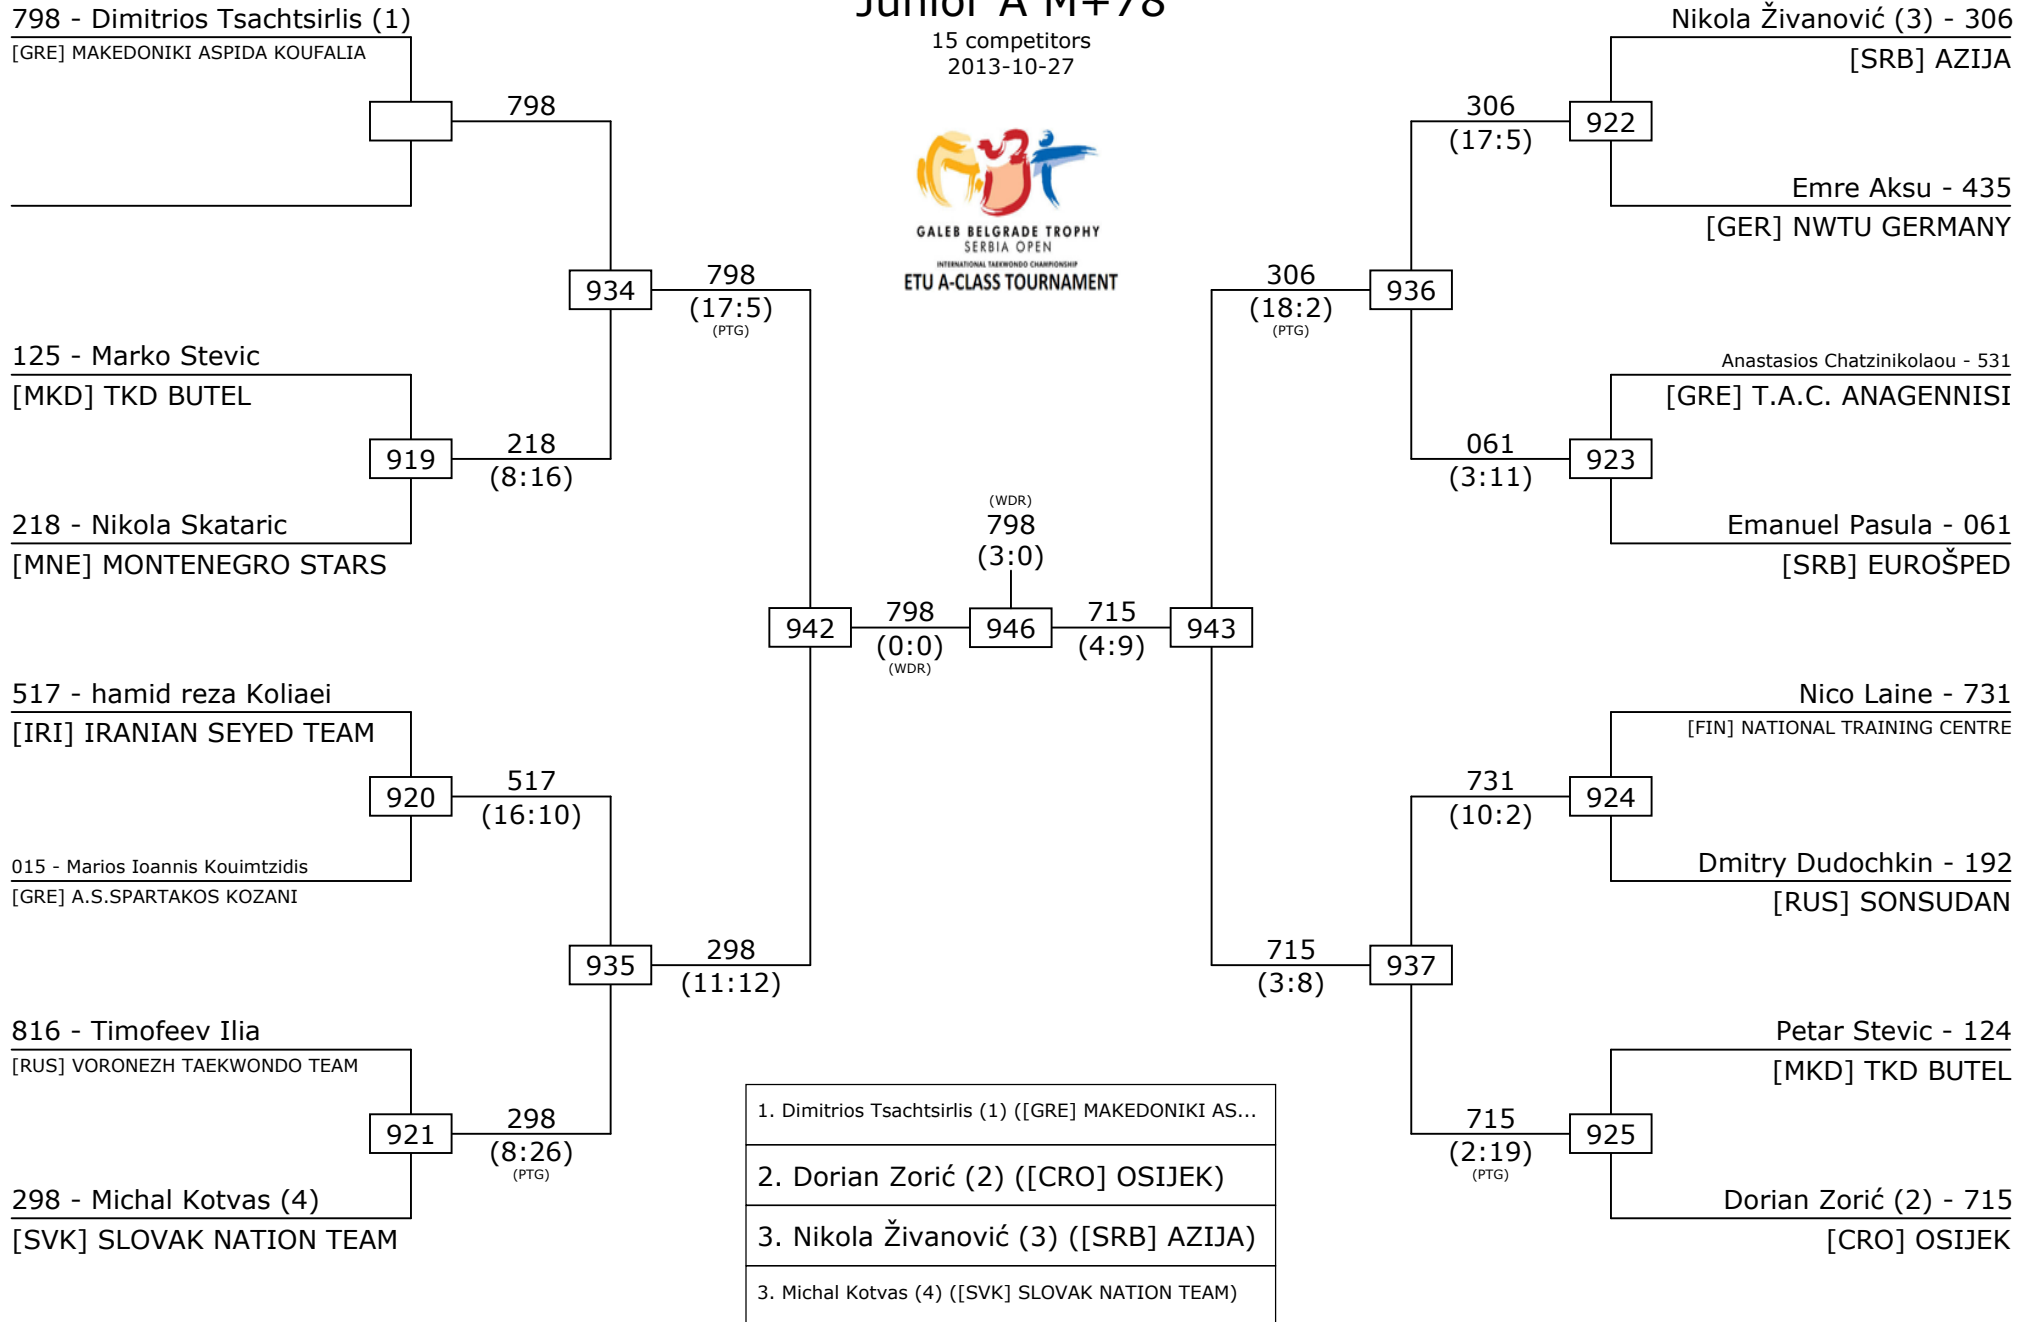 Junior A M+78
15 competitors
2013-10-27
GALEB BELGRADE TROPHY
SERBIA OPEN
INTERNATIONAL TAEKWONDO CHAMPIONSHIP
ETU A-CLASS TOURNAMENT
798 - Dimitrios Tsachtsirlis (1)
[GRE] MAKEDONIKI ASPIDA KOUFALIA
798
934
798
(17:5)
(PTG)
125 - Marko Stevic
[MKD] TKD BUTEL
919
218
(8:16)
218 - Nikola Skataric
[MNE] MONTENEGRO STARS
517 - hamid reza Koliaei
[IRI] IRANIAN SEYED TEAM
920
517
(16:10)
015 - Marios Ioannis Kouimtzidis
[GRE] A.S.SPARTAKOS KOZANI
935
298
(11:12)
816 - Timofeev Ilia
[RUS] VORONEZH TAEKWONDO TEAM
921
298
(8:26)
(PTG)
298 - Michal Kotvas (4)
[SVK] SLOVAK NATION TEAM
942
798
(0:0)
(WDR)
(WDR)
798
(3:0)
946
715
(4:9)
943
Nikola Živanović (3) - 306
[SRB] AZIJA
306
(17:5)
922
Emre Aksu - 435
[GER] NWTU GERMANY
306
(18:2)
(PTG)
936
Anastasios Chatzinikolaou - 531
[GRE] T.A.C. ANAGENNISI
061
(3:11)
923
Emanuel Pasula - 061
[SRB] EUROŠPED
Nico Laine - 731
[FIN] NATIONAL TRAINING CENTRE
731
(10:2)
924
Dmitry Dudochkin - 192
[RUS] SONSUDAN
715
(3:8)
937
Petar Stevic - 124
[MKD] TKD BUTEL
715
(2:19)
(PTG)
925
Dorian Zorić (2) - 715
[CRO] OSIJEK
1. Dimitrios Tsachtsirlis (1) ([GRE] MAKEDONIKI AS...
2. Dorian Zorić (2) ([CRO] OSIJEK)
3. Nikola Živanović (3) ([SRB] AZIJA)
3. Michal Kotvas (4) ([SVK] SLOVAK NATION TEAM)